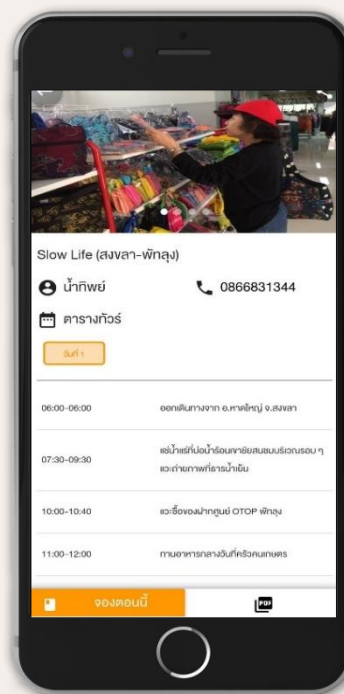 Slow Life (สงขลา-พัทลุง)
น้ำทิพย์ 0866831344
ตารางทัวร์
วันที่ 1
06:00-06:00 ออกเดินทางจาก อ.หาดใหญ่ จ.สงขลา
07:30-09:30 แช่น้ำแร่ที่บ่อน้ำร้อนเขาชัยสนชมบริเวณรอบ ๆ
แวะถ่ายภาพที่ธารน้ำเย็น
10:00-10:40 แวะซื้อของฝากศูนย์ OTOP พัทลุง
11:00-12:00 ทานอาหารกลางวันที่ครัวคนเกษตร
จองตอนนี้ PDF